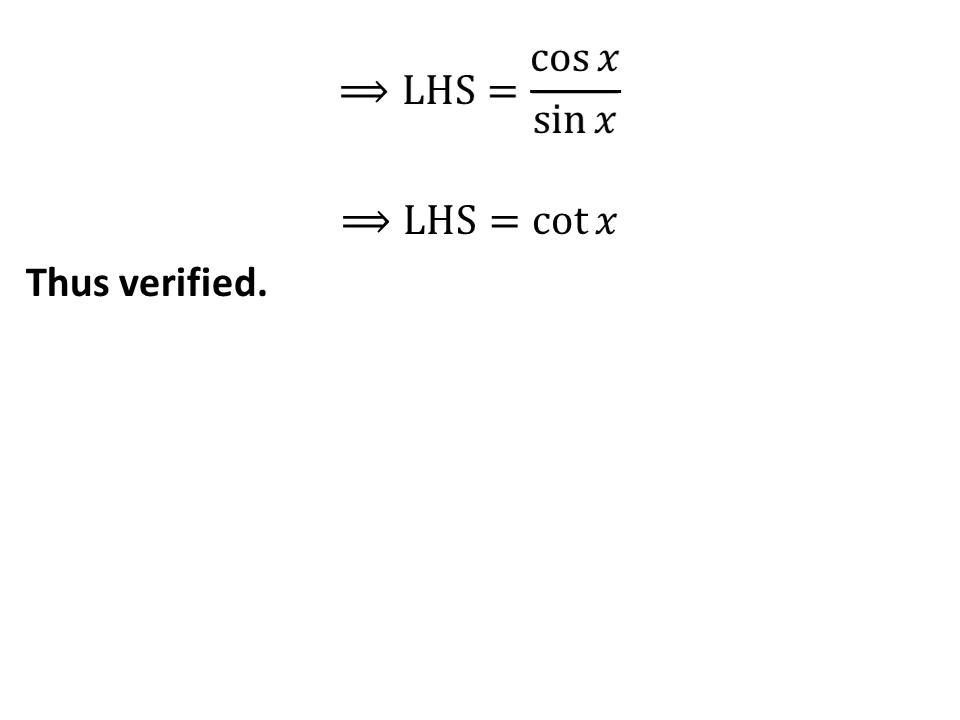 ⟹ LHS = cos x / sin x
⟹ LHS = cot x
Thus verified.